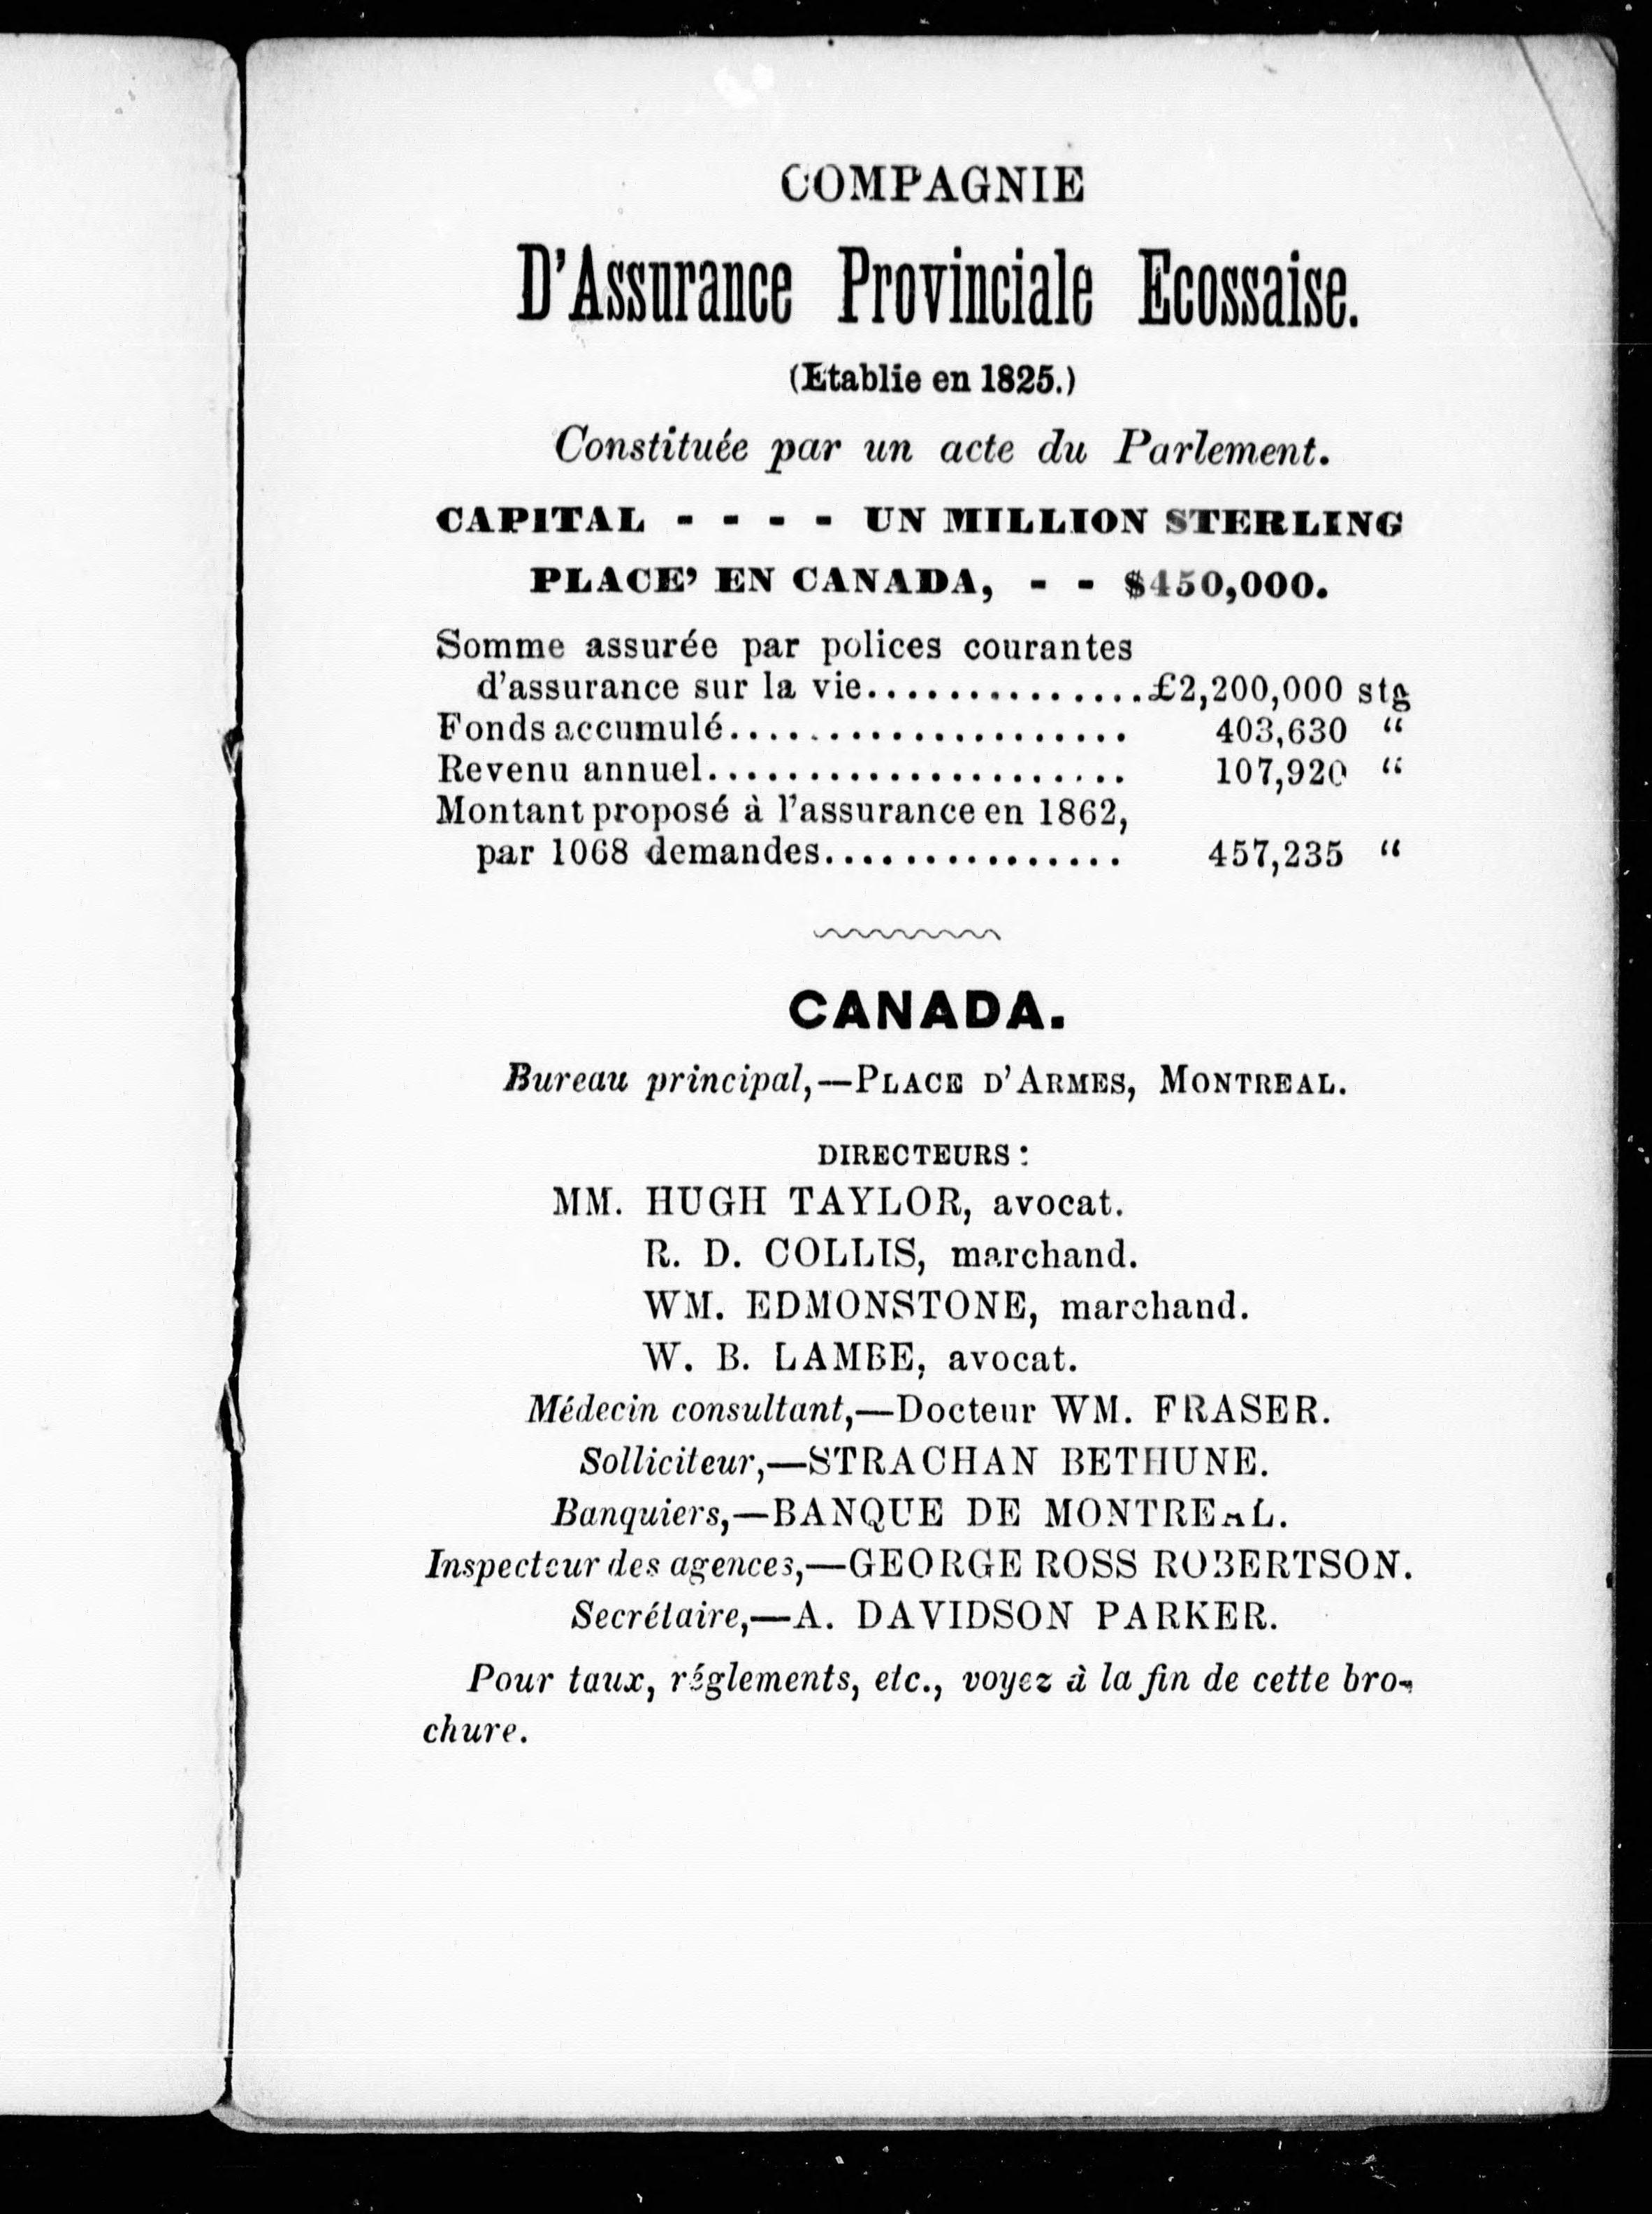 COMPAGNIE
D'Assurance Provinciale Ecossaise.
(Etablie en 1825.)
Constituée par un acte du Parlement.
CAPITAL - - - - UN MILLION STERLING
PLACE' EN CANADA, - - $450,000.
Somme assurée par polices courantes
d'assurance sur la vie..............£2,200,000 stg
Fonds accumulé.................... 403,630 “
Revenu annuel..................... 107,920 “
Montant proposé à l'assurance en 1862,
par 1068 demandes............... 457,235 “
CANADA.
Bureau principal,—PLACE D'ARMES, MONTREAL.
DIRECTEURS:
MM. HUGH TAYLOR, avocat.
R. D. COLLIS, marchand.
WM. EDMONSTONE, marchand.
W. B. LAMBE, avocat.
Médecin consultant,—Docteur WM. FRASER.
Solliciteur,—STRACHAN BETHUNE.
Banquiers,—BANQUE DE MONTREAL.
Inspecteur des agences,—GEORGE ROSS ROBERTSON.
Secrétaire,—A. DAVIDSON PARKER.
Pour taux, réglements, etc., voyez à la fin de cette bro-
chure.